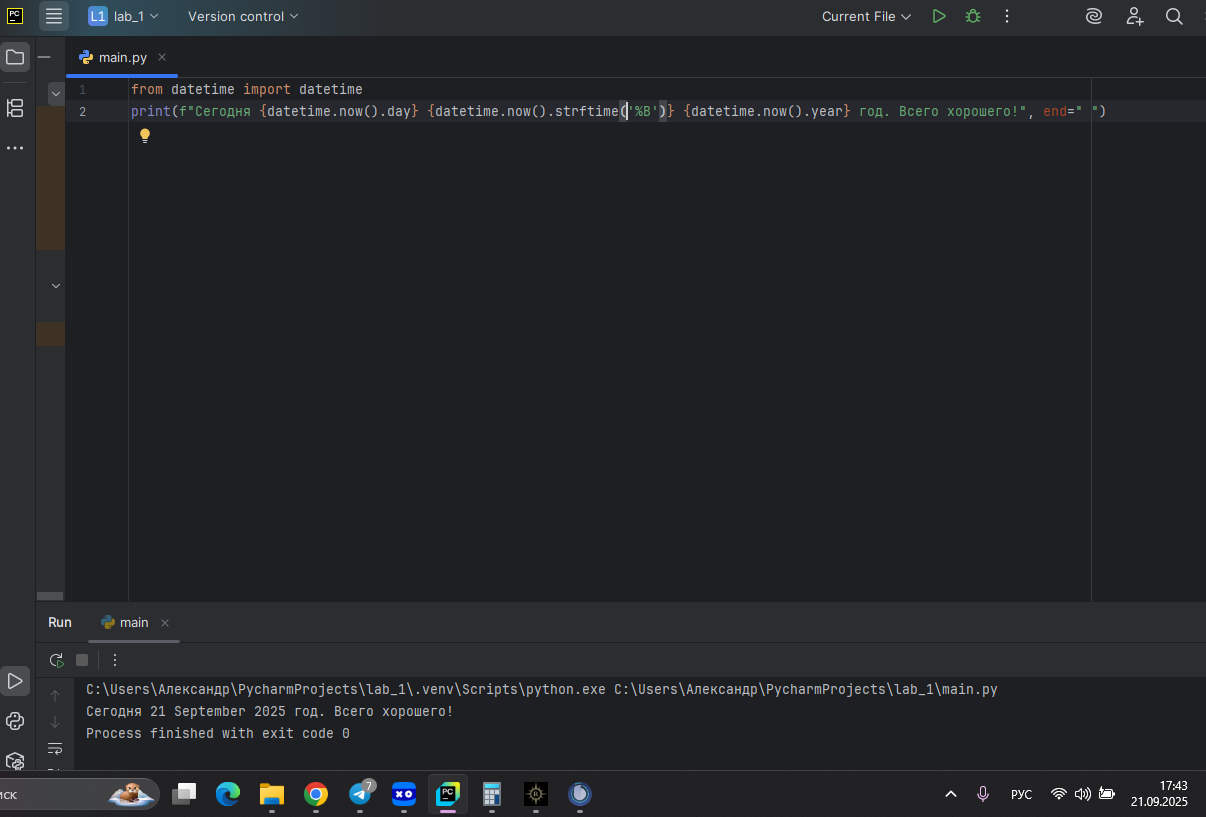 PC
L1 lab_1
Version control
Current File
main.py
1 from datetime import datetime
2 print(f"Сегодня {datetime.now().day} {datetime.now().strftime('%B')} {datetime.now().year} год. Всего хорошего!", end=" ")
Run
main
C:\Users\Александр\PycharmProjects\lab_1\.venv\Scripts\python.exe C:\Users\Александр\PycharmProjects\lab_1\main.py
Сегодня 21 September 2025 год. Всего хорошего!
Process finished with exit code 0
иск
7
XO
PC
R
РУС
17:43
21.09.2025